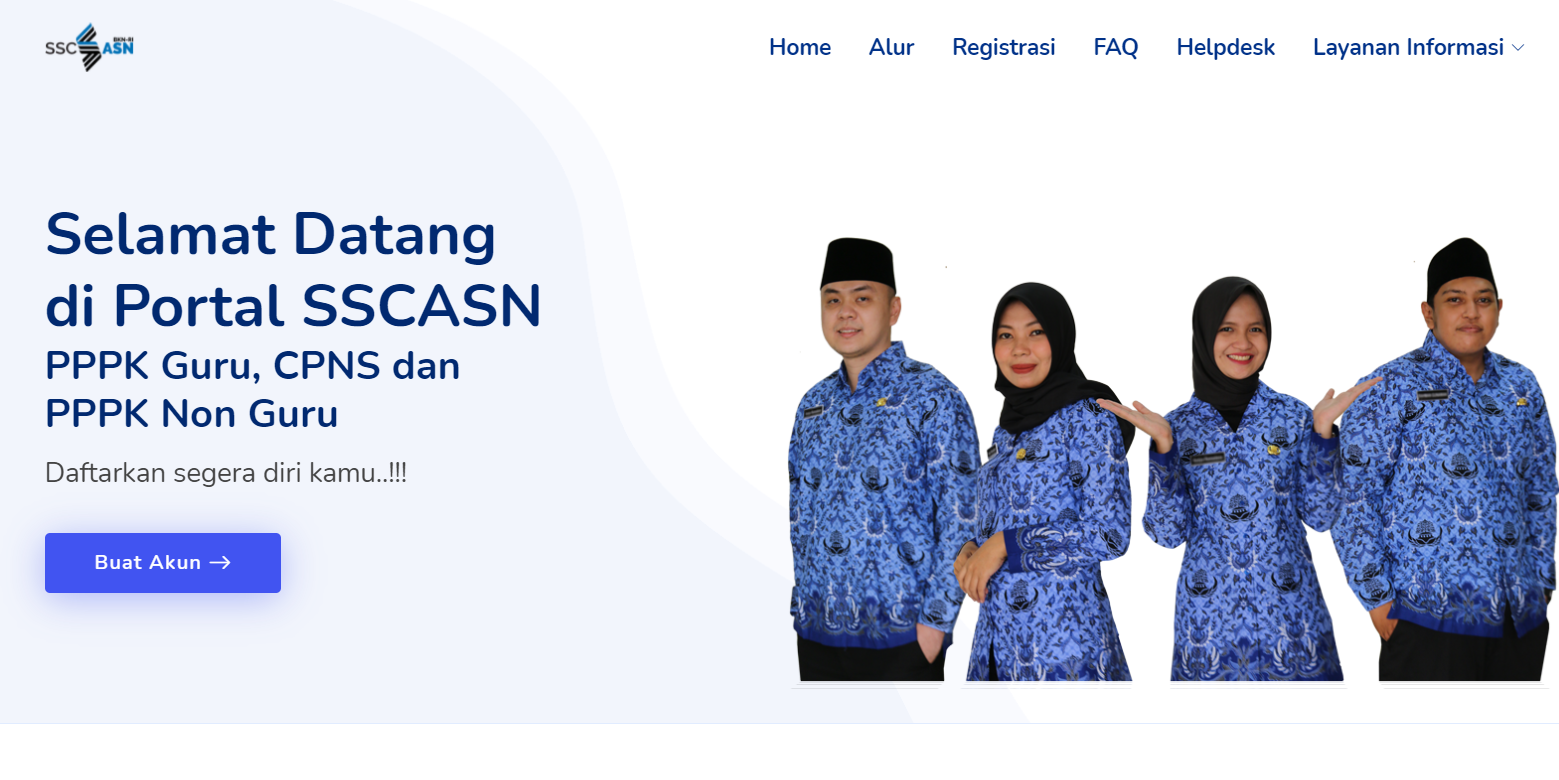 SSC ASN
BKN-RI
Home Alur Registrasi FAQ Helpdesk Layanan Informasi
Selamat Datang
di Portal SSCASN
PPPK Guru, CPNS dan
PPPK Non Guru
Daftarkan segera diri kamu..!!!
Buat Akun